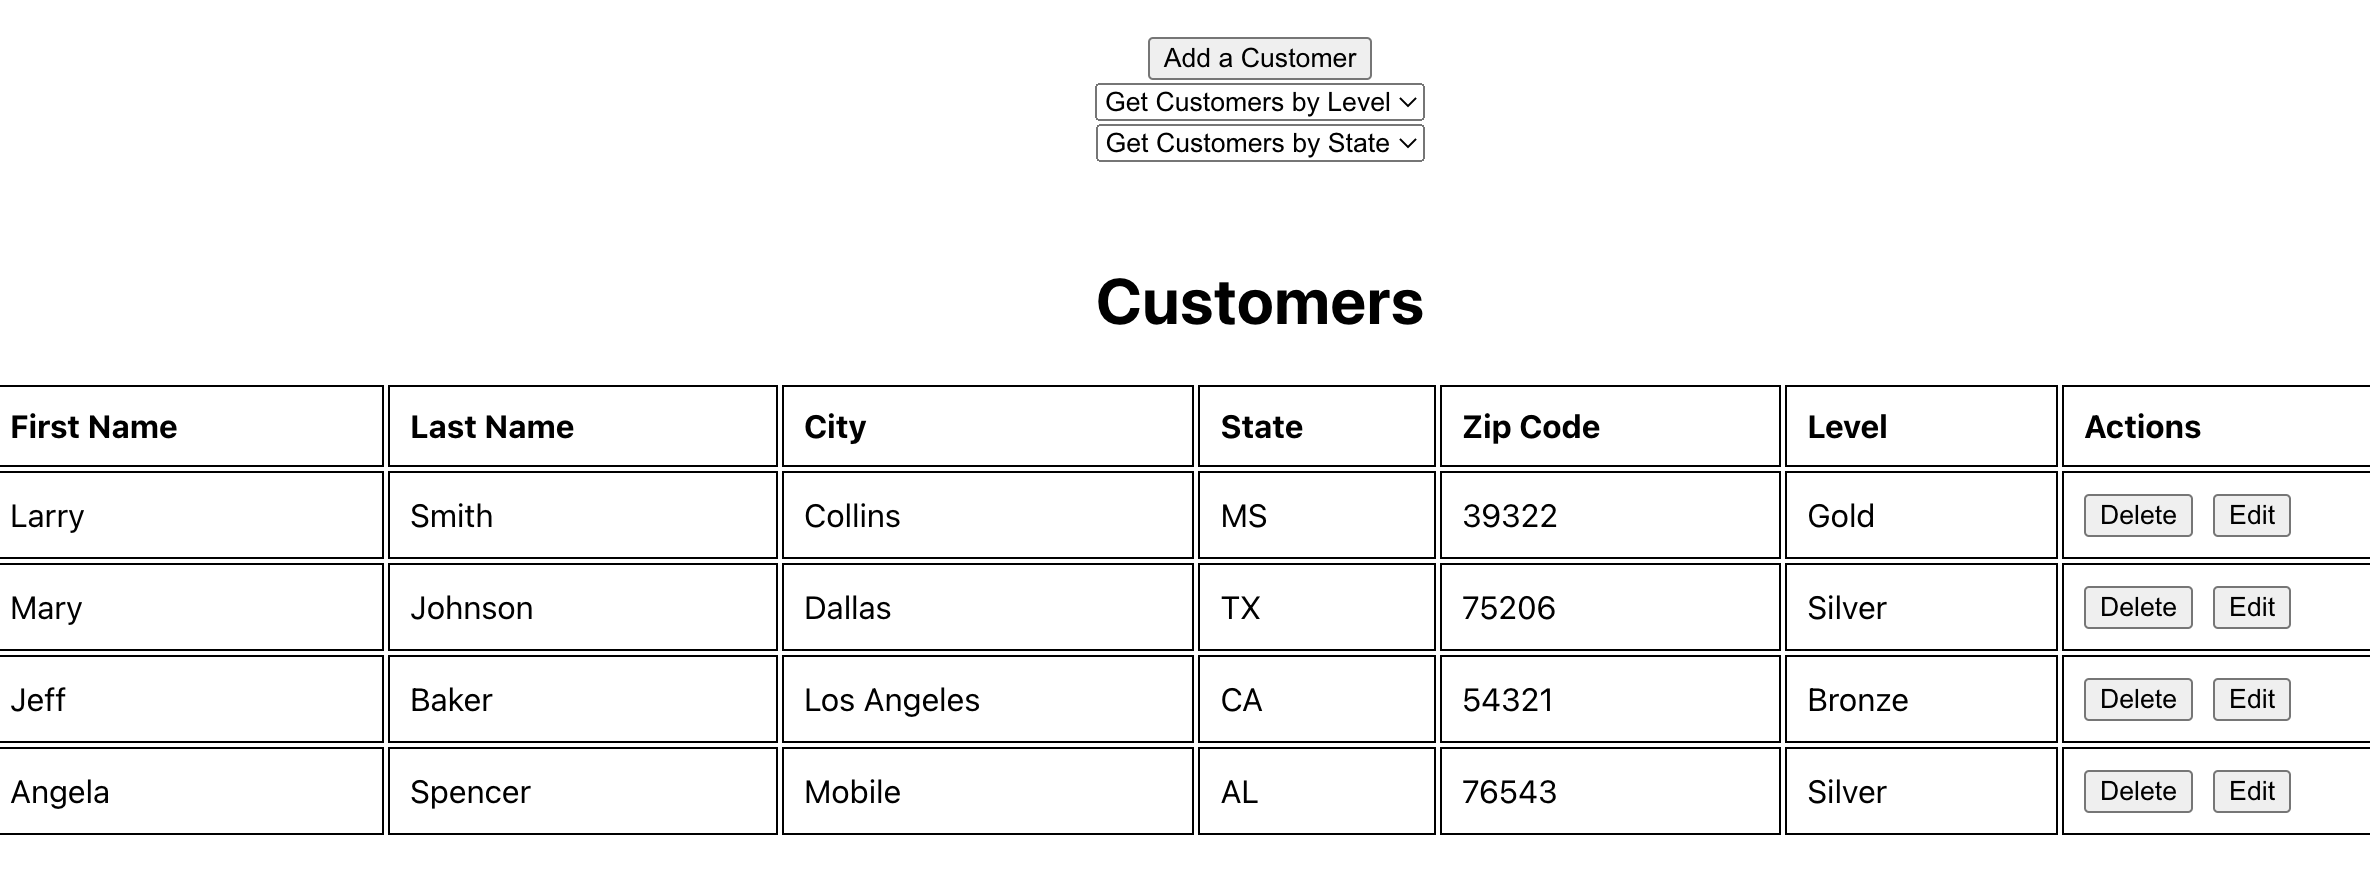 Add a Customer
Get Customers by Level
Get Customers by State
Customers
First Name Last Name City State Zip Code Level Actions
Larry Smith Collins MS 39322 Gold Delete Edit
Mary Johnson Dallas TX 75206 Silver Delete Edit
Jeff Baker Los Angeles CA 54321 Bronze Delete Edit
Angela Spencer Mobile AL 76543 Silver Delete Edit